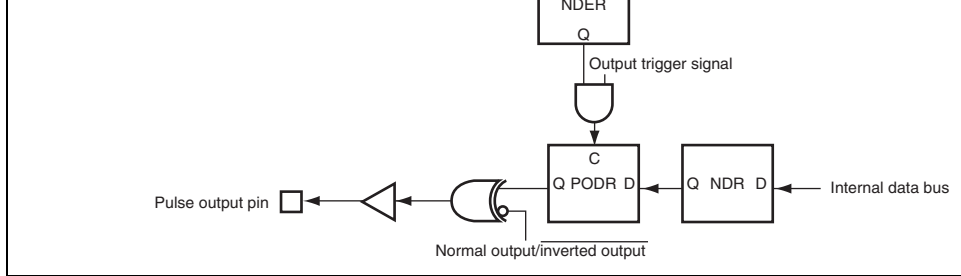 NDER
Q
Output trigger signal
C
Q PODR D
Q NDR D
Internal data bus
Pulse output pin
Normal output/inverted output